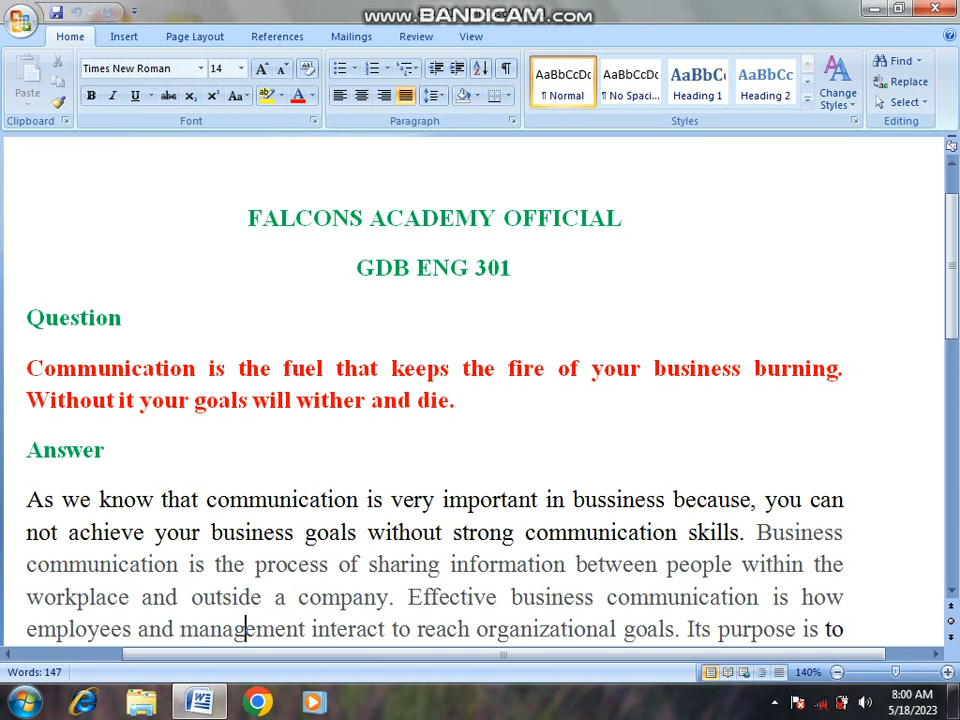 www.BANDICAM.com
Home Insert Page Layout References Mailings Review View
Times New Roman 14 AaBbCcDc AaBbCcDc AaBbC AaBbCc Find
Paste Replace
B I U abc x₂ x² Aa A ¶ Normal ¶ No Spaci... Heading 1 Heading 2 Change Styles Select
Clipboard Font Paragraph Styles Editing
FALCONS ACADEMY OFFICIAL
GDB ENG 301
Question
Communication is the fuel that keeps the fire of your business burning.
Without it your goals will wither and die.
Answer
As we know that communication is very important in bussiness because, you can
not achieve your business goals without strong communication skills. Business
communication is the process of sharing information between people within the
workplace and outside a company. Effective business communication is how
employees and management interact to reach organizational goals. Its purpose is to
Words: 147 140%
8:00 AM
5/18/2023